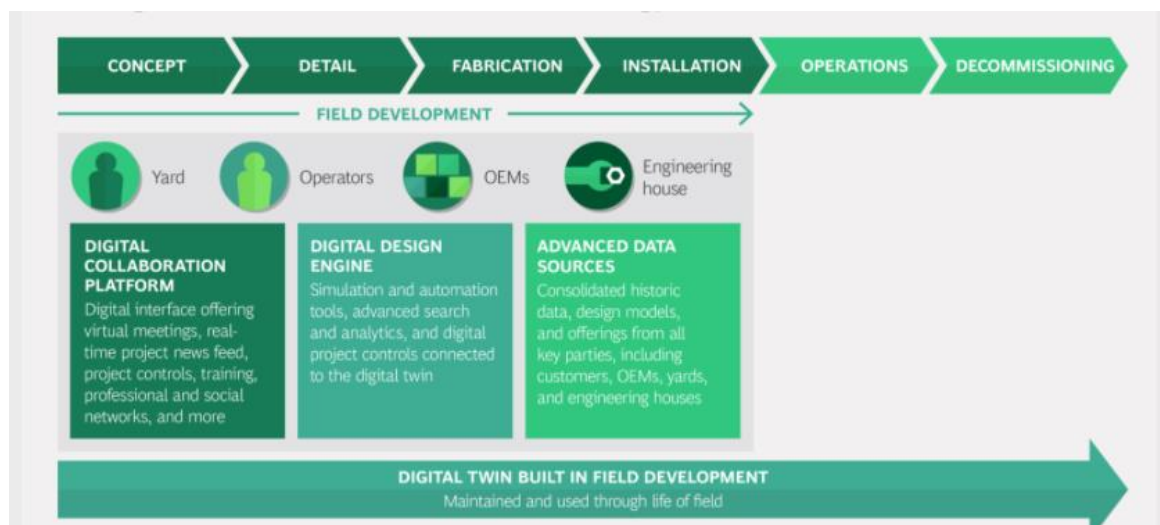 CONCEPT
DETAIL
FABRICATION
INSTALLATION
OPERATIONS
DECOMMISSIONING
FIELD DEVELOPMENT
Yard
Operators
OEMs
Engineering
house
DIGITAL
COLLABORATION
PLATFORM
Digital interface offering
virtual meetings, real-
time project news feed,
project controls, training,
professional and social
networks, and more
DIGITAL DESIGN
ENGINE
Simulation and automation
tools, advanced search
and analytics, and digital
project controls connected
to the digital twin
ADVANCED DATA
SOURCES
Consolidated historic
data, design models,
and offerings from all
key parties, including
customers, OEMs, yards,
and engineering houses
DIGITAL TWIN BUILT IN FIELD DEVELOPMENT
Maintained and used through life of field